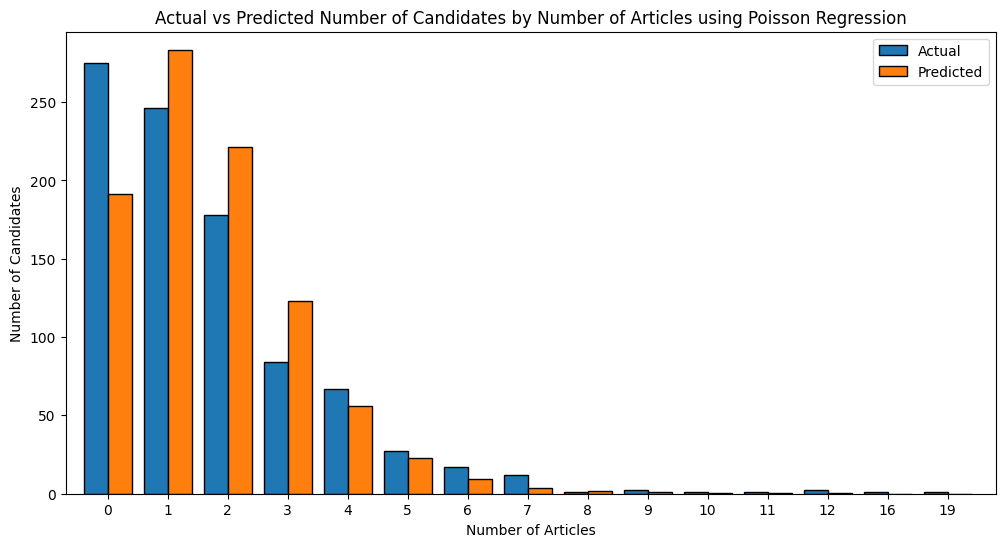 Actual vs Predicted Number of Candidates by Number of Articles using Poisson Regression
Actual
Predicted
Number of Candidates
250
200
150
100
50
0
0 1 2 3 4 5 6 7 8 9 10 11 12 16 19
Number of Articles